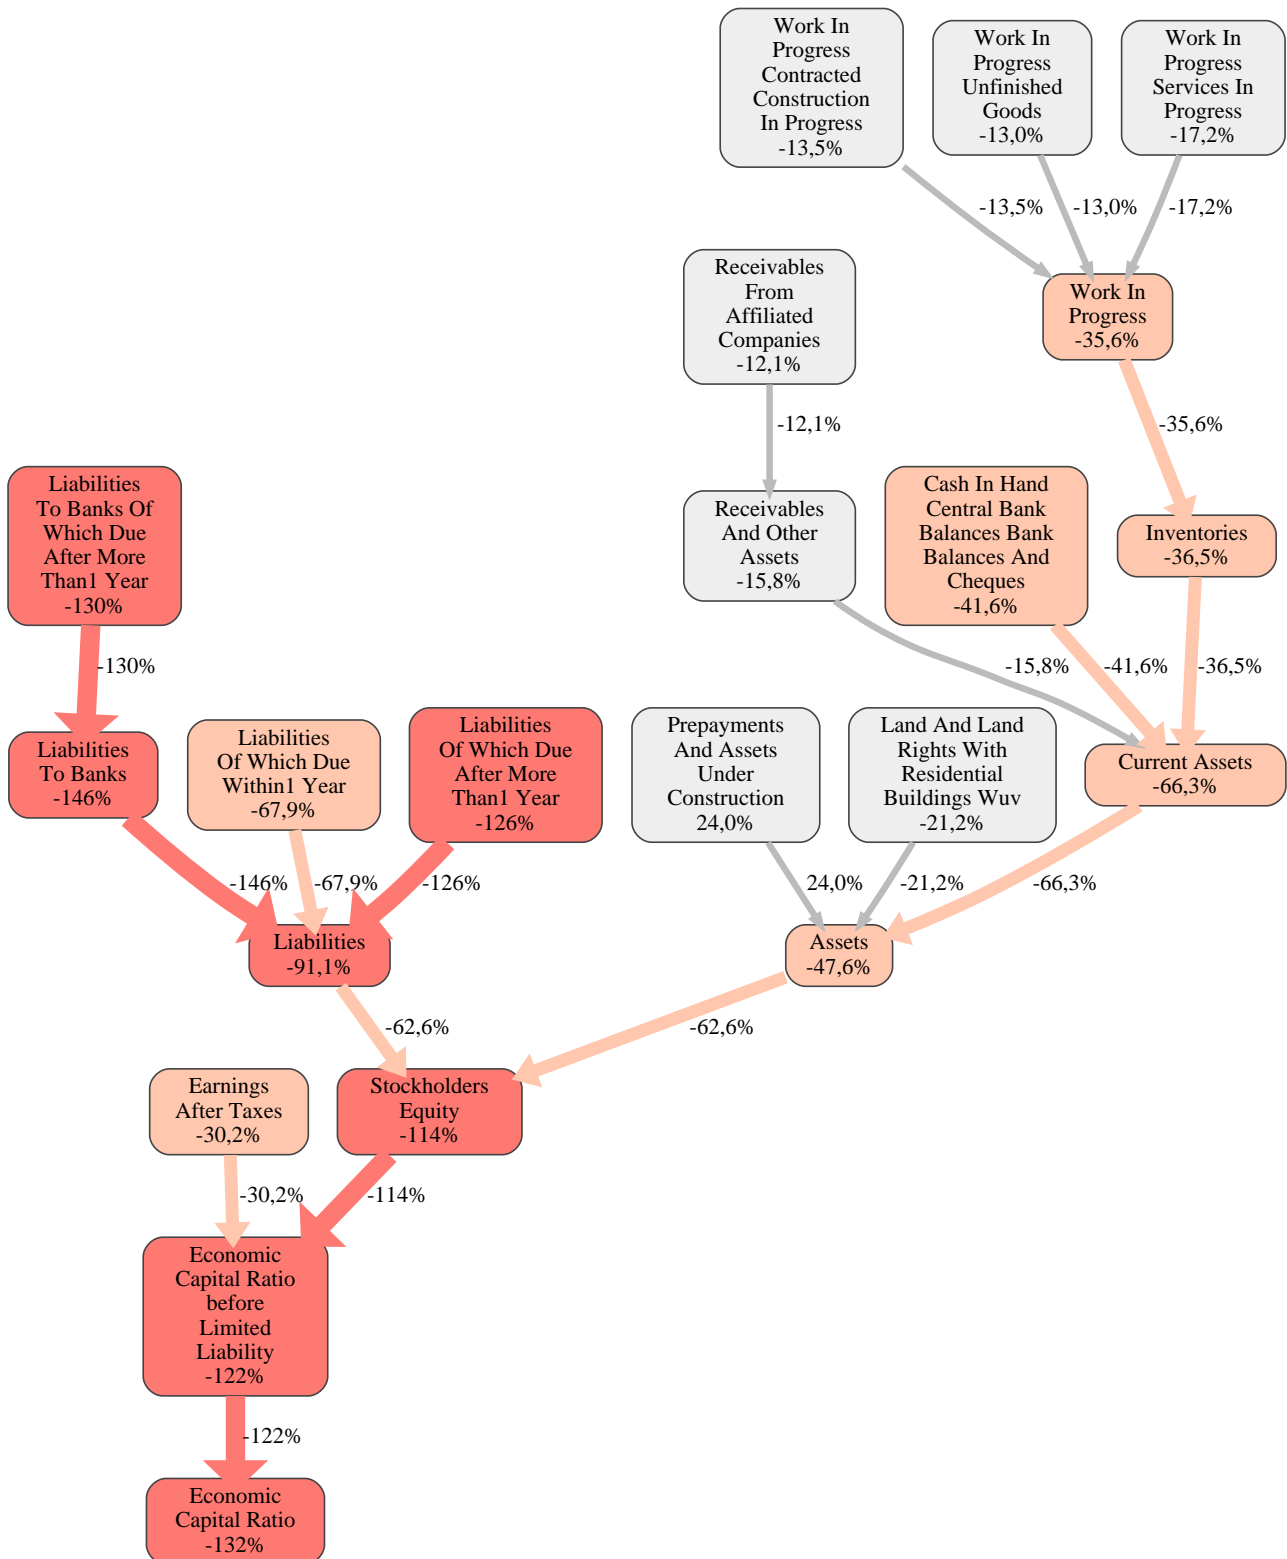 Work In
Progress
Contracted
Construction
In Progress
-13,5%
Work In
Progress
Unfinished
Goods
-13,0%
Work In
Progress
Services In
Progress
-17,2%
-13,5%
-13,0%
-17,2%
Receivables
From
Affiliated
Companies
-12,1%
Work In
Progress
-35,6%
-12,1%
-35,6%
Liabilities
To Banks Of
Which Due
After More
Than1 Year
-130%
Receivables
And Other
Assets
-15,8%
Cash In Hand
Central Bank
Balances Bank
Balances And
Cheques
-41,6%
Inventories
-36,5%
-130%
-15,8%
-41,6%
-36,5%
Liabilities
To Banks
-146%
Liabilities
Of Which Due
Within1 Year
-67,9%
Liabilities
Of Which Due
After More
Than1 Year
-126%
Prepayments
And Assets
Under
Construction
24,0%
Land And Land
Rights With
Residential
Buildings Wuv
-21,2%
Current Assets
-66,3%
-146%
-67,9%
-126%
24,0%
-21,2%
-66,3%
Liabilities
-91,1%
Assets
-47,6%
-62,6%
-62,6%
Earnings
After Taxes
-30,2%
Stockholders
Equity
-114%
-30,2%
-114%
Economic
Capital Ratio
before
Limited
Liability
-122%
-122%
Economic
Capital Ratio
-132%